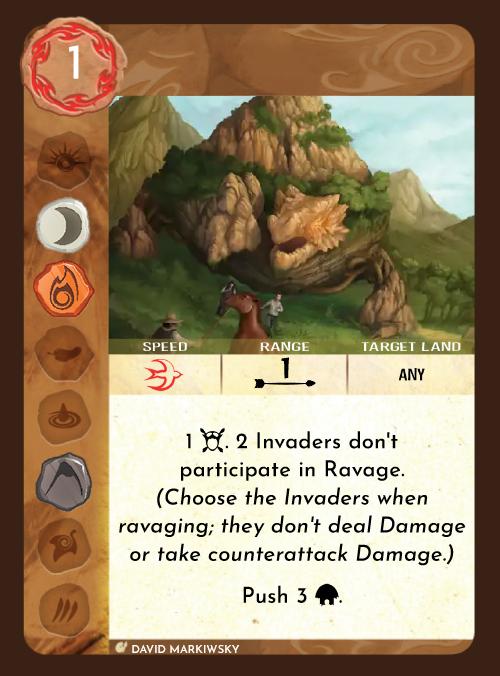 1
SPEED RANGE TARGET LAND
1 ANY
1 . 2 Invaders don't
participate in Ravage.
(Choose the Invaders when
ravaging; they don't deal Damage
or take counterattack Damage.)
Push 3 .
DAVID MARKIWSKY